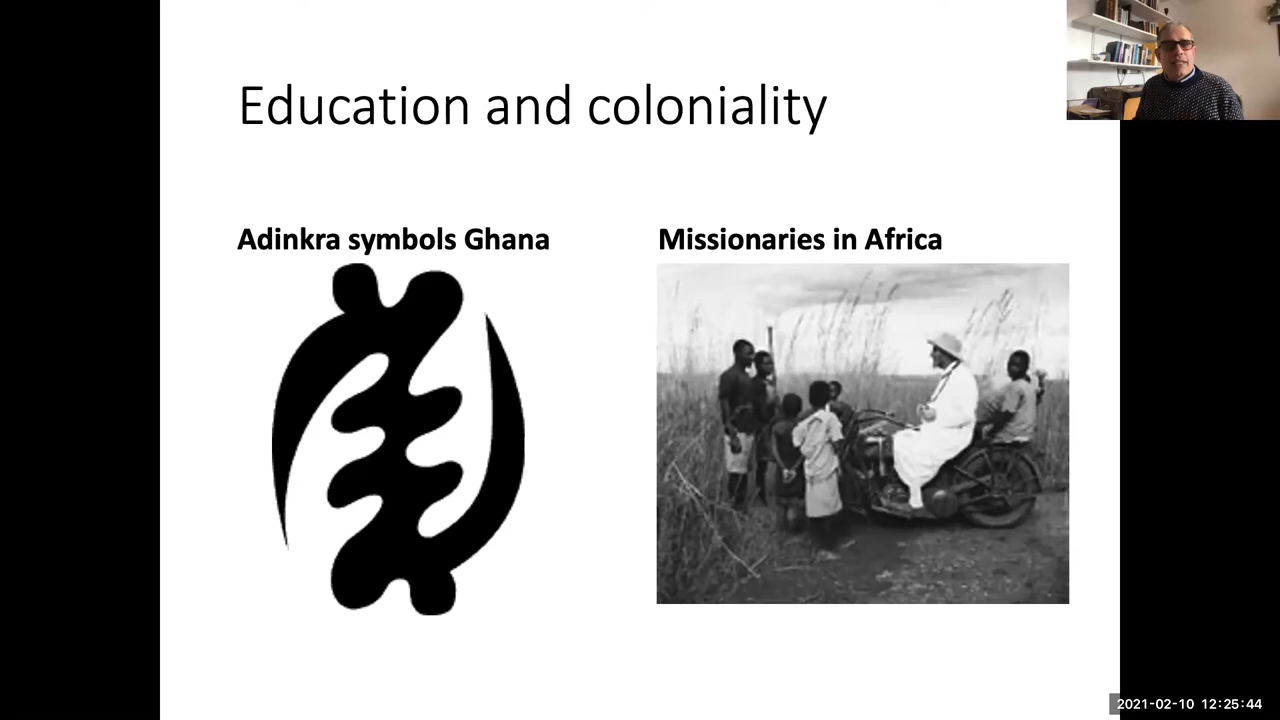 Education and coloniality
Adinkra symbols Ghana
Missionaries in Africa
2021-02-10 12:25:44